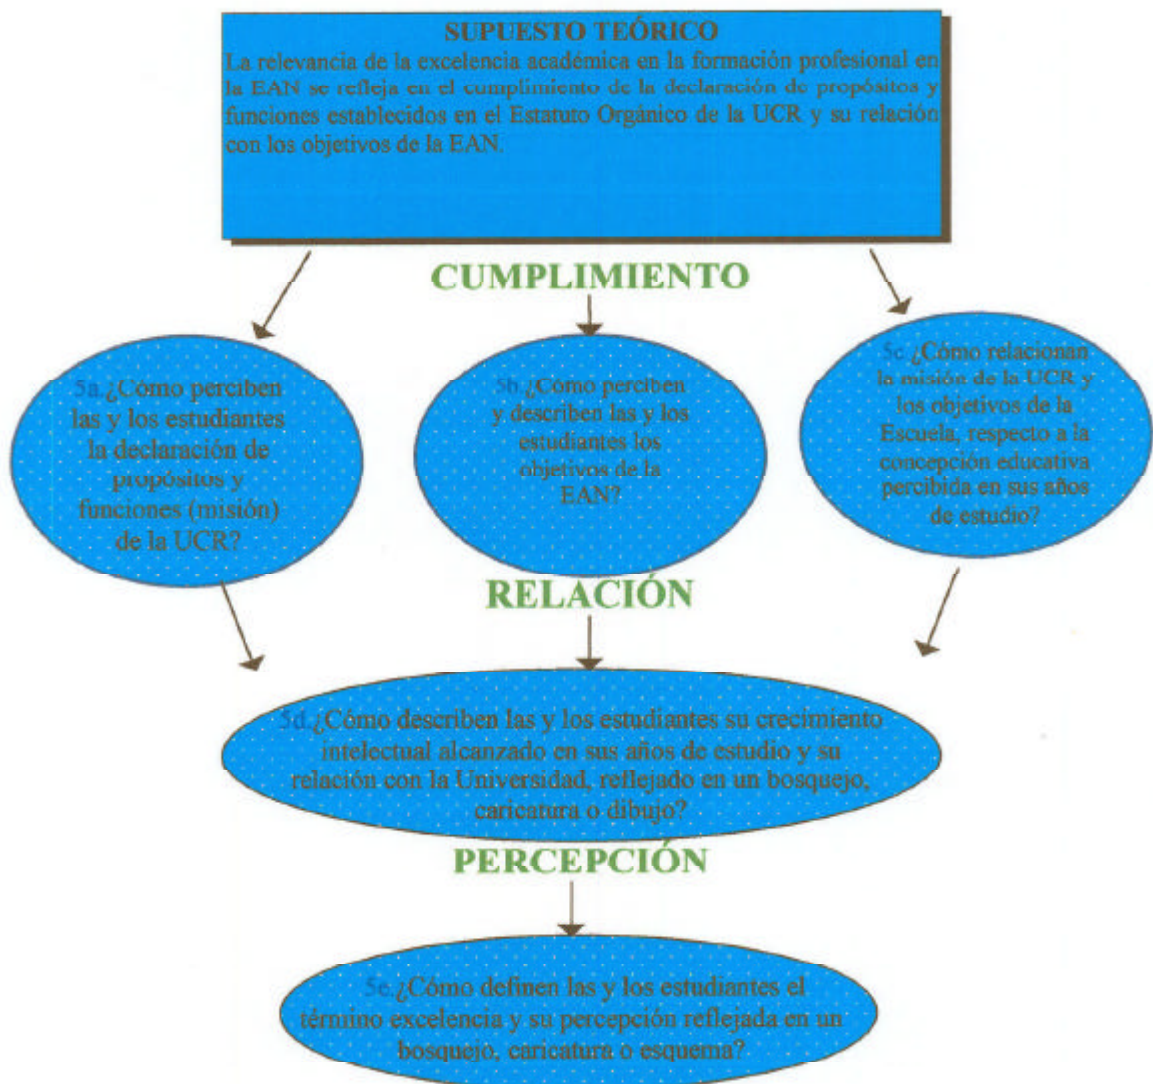 SUPUESTO TEÓRICO
La relevancia de la excelencia académica en la formación profesional en
la EAN se refleja en el cumplimiento de la declaración de propósitos y
funciones establecidos en el Estatuto Orgánico de la UCR y su relación
con los objetivos de la EAN.
CUMPLIMIENTO
5a.¿Cómo perciben
las y los estudiantes
la declaración de
propósitos y
funciones (misión)
de la UCR?
5b.¿Cómo perciben
y describen las y los
estudiantes los
objetivos de la
EAN?
5c.¿Cómo relacionan
la misión de la UCR y
los objetivos de la
Escuela, respecto a la
concepción educativa
percibida en sus años
de estudio?
RELACIÓN
5d.¿Cómo describen las y los estudiantes su crecimiento
intelectual alcanzado en sus años de estudio y su
relación con la Universidad, reflejado en un bosquejo,
caricatura o dibujo?
PERCEPCIÓN
5e.¿Cómo definen las y los estudiantes el
término excelencia y su percepción reflejada en un
bosquejo, caricatura o esquema?